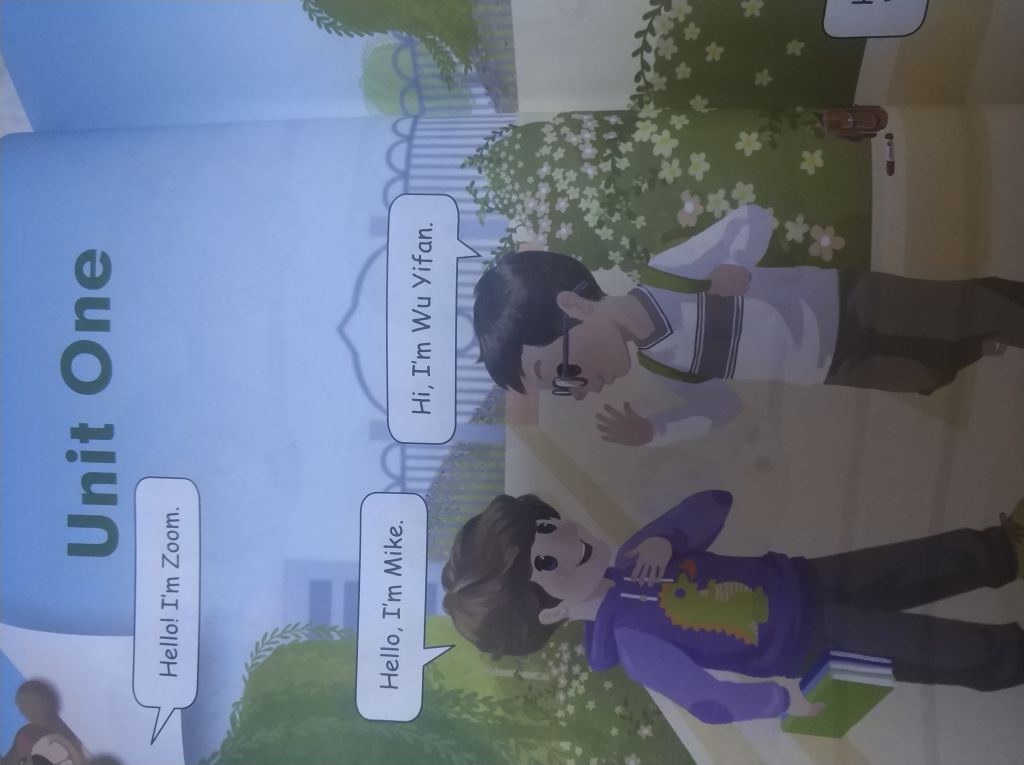 Unit One
Hello! I'm Zoom.
Hello, I'm Mike.
Hi, I'm Wu Yifan.